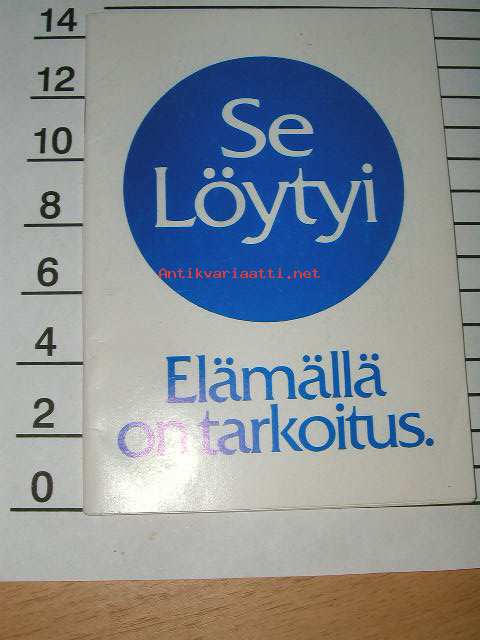 14
12
10
8
6
4
2
0
Se
Löytyi
Antikvariaatti.net
Elämällä
on tarkoitus.